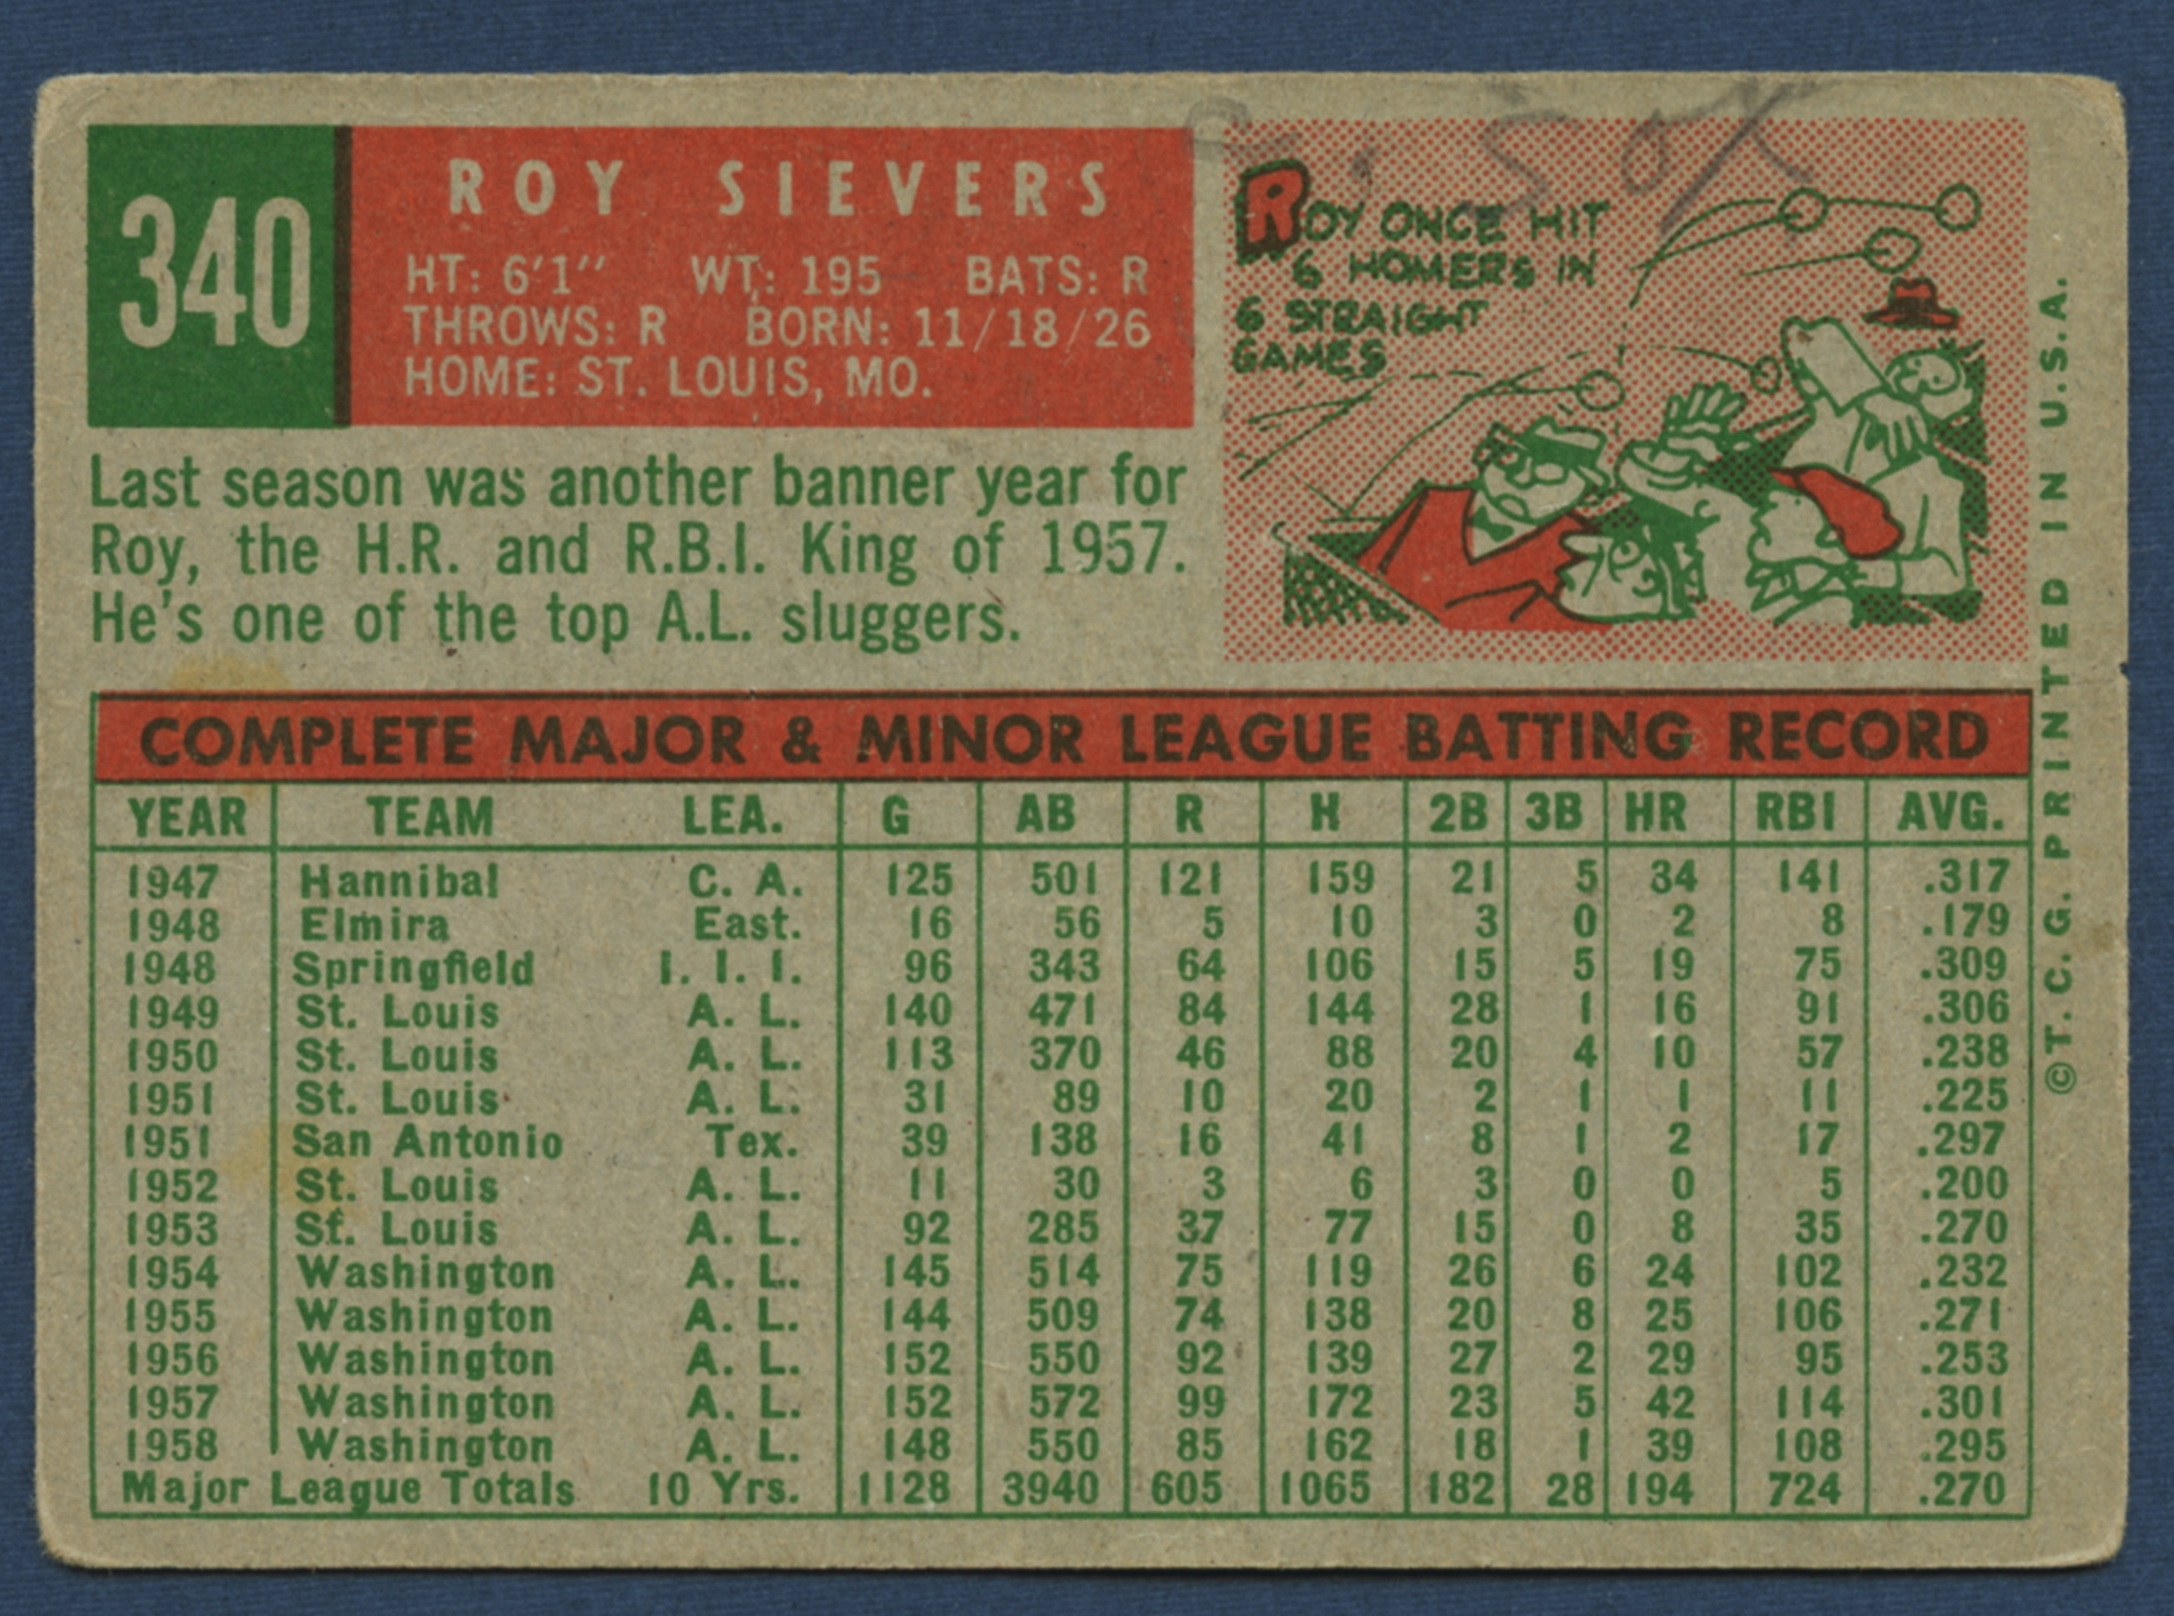 340
ROY SIEVERS
HT: 6'1" WT.: 195 BATS: R
THROWS: R BORN: 11/18/26
HOME: ST. LOUIS, MO.
Last season was another banner year for
Roy, the H.R. and R.B.I. King of 1957.
He's one of the top A.L. sluggers.
ROY ONCE HIT
6 HOMERS IN
6 STRAIGHT
GAMES
COMPLETE MAJOR & MINOR LEAGUE BATTING RECORD
YEAR TEAM LEA. G AB R H 2B 3B HR RBI AVG.
1947 Hannibal C. A. 125 501 121 159 21 5 34 141 .317
1948 Elmira East. 16 56 5 10 3 0 2 8 .179
1948 Springfield I. I. I. 96 343 64 106 15 5 19 75 .309
1949 St. Louis A. L. 140 471 84 144 28 1 16 91 .306
1950 St. Louis A. L. 113 370 46 88 20 4 10 57 .238
1951 St. Louis A. L. 31 89 10 20 2 1 1 11 .225
1951 San Antonio Tex. 39 138 16 41 8 1 2 17 .297
1952 St. Louis A. L. 11 30 3 6 3 0 0 5 .200
1953 St. Louis A. L. 92 285 37 77 15 0 8 35 .270
1954 Washington A. L. 145 514 75 119 26 6 24 102 .232
1955 Washington A. L. 144 509 74 138 20 8 25 106 .271
1956 Washington A. L. 152 550 92 139 27 2 29 95 .253
1957 Washington A. L. 152 572 99 172 23 5 42 114 .301
1958 Washington A. L. 148 550 85 162 18 1 39 108 .295
Major League Totals 10 Yrs. 1128 3940 605 1065 182 28 194 724 .270
©T. C. G. PRINTED IN U.S.A.